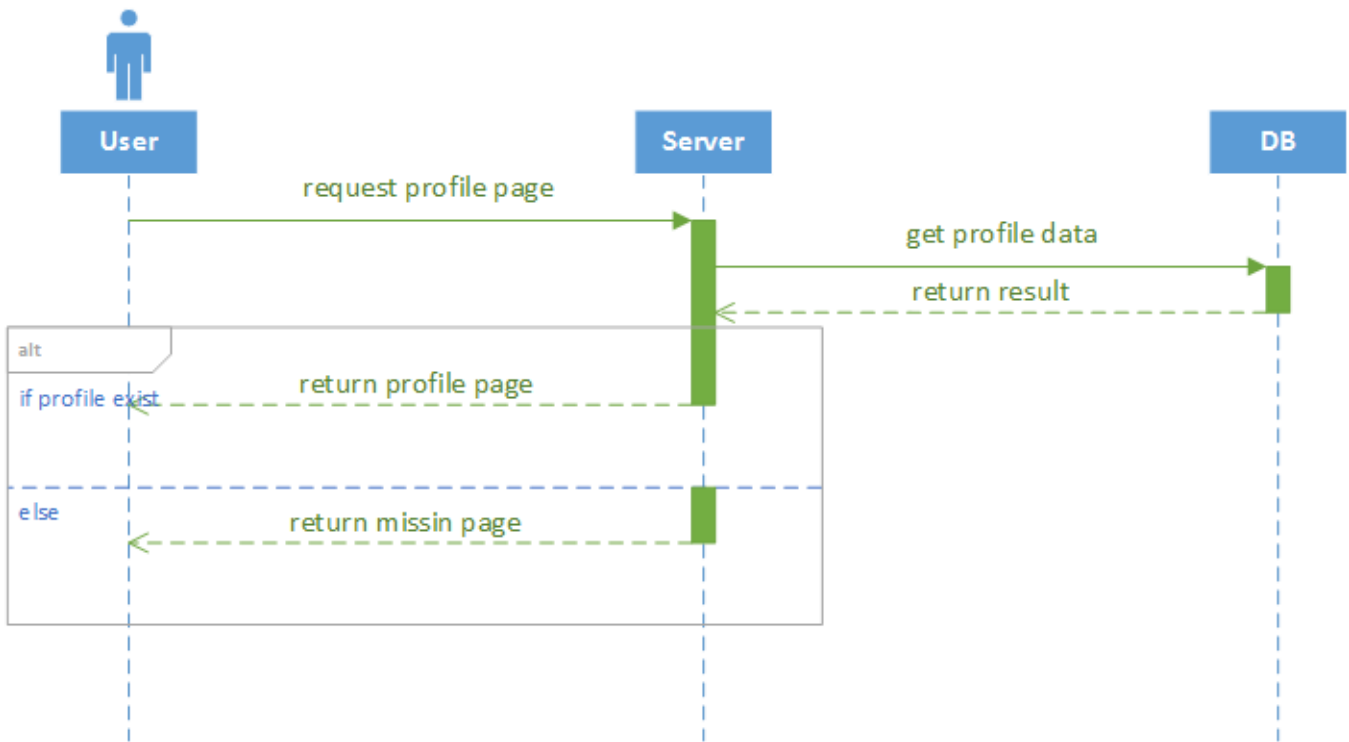 User
Server
DB
request profile page
get profile data
return result
alt
if profile exist
return profile page
else
return missin page